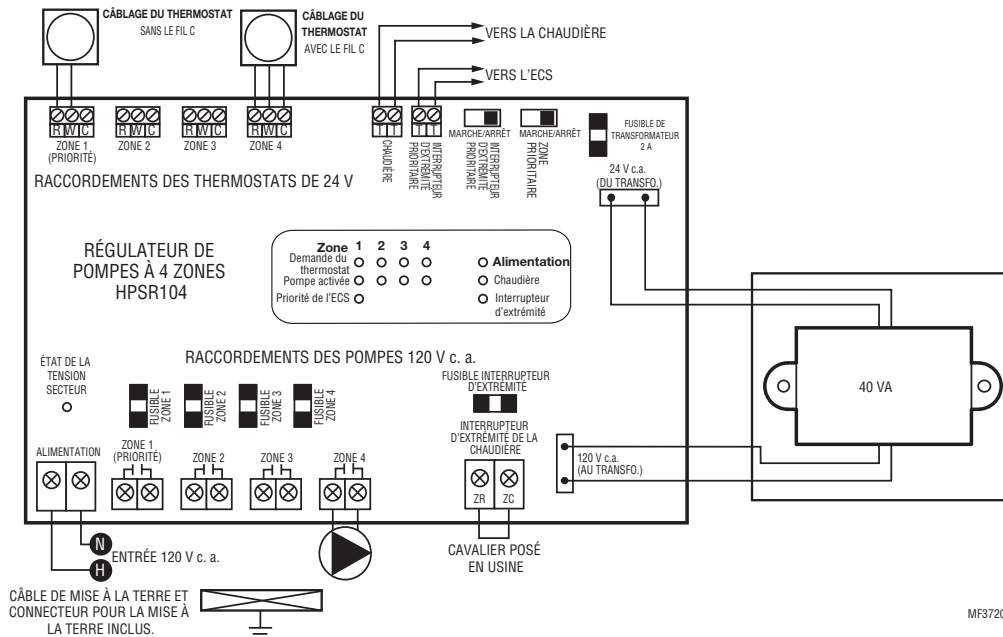 CÂBLAGE DU THERMOSTAT
SANS LE FIL C
CÂBLAGE DU
THERMOSTAT
AVEC LE FIL C
VERS LA CHAUDIÈRE
VERS L'ECS
R W C
ZONE 1
(PRIORITÉ)
ZONE 2
ZONE 3
R W C
ZONE 4
T T
CHAUDIÈRE
T T
INTERRUPTEUR
D'EXTRÉMITÉ
PRIORITAIRE
MARCHE/ARRÊT
INTERRUPTEUR
D'EXTRÉMITÉ
PRIORITAIRE
MARCHE/ARRÊT
ZONE
PRIORITAIRE
FUSIBLE DE
TRANSFORMATEUR
2 A
24 V c.a.
(DU TRANSFO.)
RACCORDEMENTS DES THERMOSTATS DE 24 V
RÉGULATEUR DE
POMPES À 4 ZONES
HPSR104
Zone 1 2 3 4
Demande du
thermostat
Pompe activée
Priorité de l'ECS
Alimentation
Chaudière
Interrupteur
d'extrémité
RACCORDEMENTS DES POMPES 120 V c. a.
ÉTAT DE LA
TENSION
SECTEUR
FUSIBLE
ZONE 1
FUSIBLE
ZONE 2
FUSIBLE
ZONE 3
FUSIBLE
ZONE 4
FUSIBLE INTERRUPTEUR
D'EXTRÉMITÉ
INTERRUPTEUR
D'EXTRÉMITÉ DE LA
CHAUDIÈRE
ZR ZC
120 V c.a.
(AU TRANSFO.)
40 VA
ALIMENTATION
ZONE 1
(PRIORITÉ)
ZONE 2
ZONE 3
ZONE 4
N
H
ENTRÉE 120 V c. a.
CAVALIER POSÉ
EN USINE
CÂBLE DE MISE À LA TERRE ET
CONNECTEUR POUR LA MISE À
LA TERRE INCLUS.
MF3720